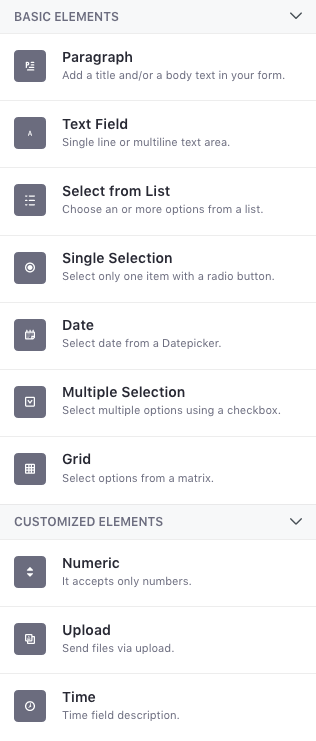 BASIC ELEMENTS
Paragraph
Add a title and/or a body text in your form.
Text Field
Single line or multiline text area.
Select from List
Choose an or more options from a list.
Single Selection
Select only one item with a radio button.
Date
Select date from a Datepicker.
Multiple Selection
Select multiple options using a checkbox.
Grid
Select options from a matrix.
CUSTOMIZED ELEMENTS
Numeric
It accepts only numbers.
Upload
Send files via upload.
Time
Time field description.